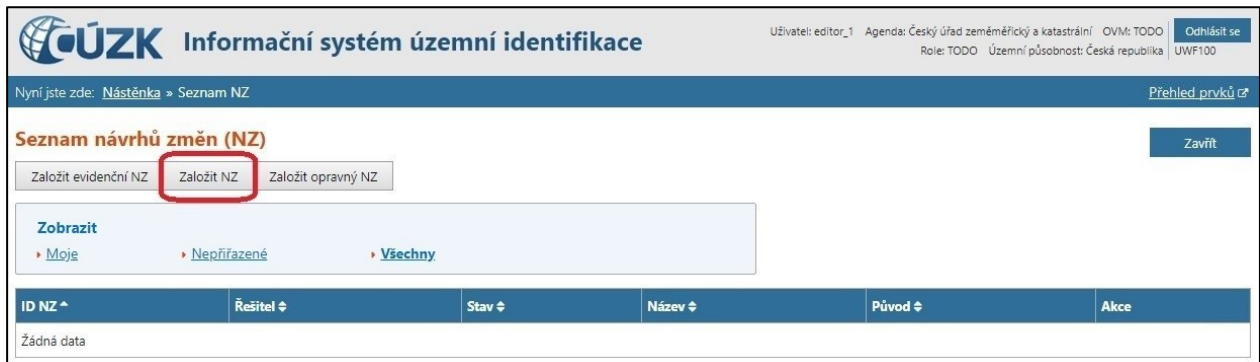 ČÚZK Informační systém územní identifikace
Uživatel: editor_1 Agenda: Český úřad zeměměřický a katastrální OVM: TODO Odhlásit se
Role: TODO Územní působnost: Česká republika UWF100
Nyní jste zde: Nástěnka » Seznam NZ Přehled prvků
Seznam návrhů změn (NZ) Zavřít
Založit evidenční NZ Založit NZ Založit opravný NZ
Zobrazit
Moje Nepřiřazené Všechny
ID NZ Řešitel Stav Název Původ Akce
Žádná data